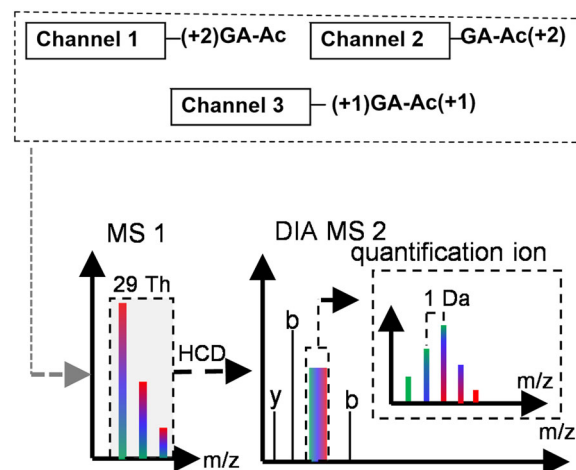 Channel 1 (+2)GA-Ac Channel 2 GA-Ac(+2)
Channel 3 (+1)GA-Ac(+1)
MS 1
DIA MS 2
quantification ion
29 Th
1 Da
b
HCD
y
b
m/z
m/z
m/z